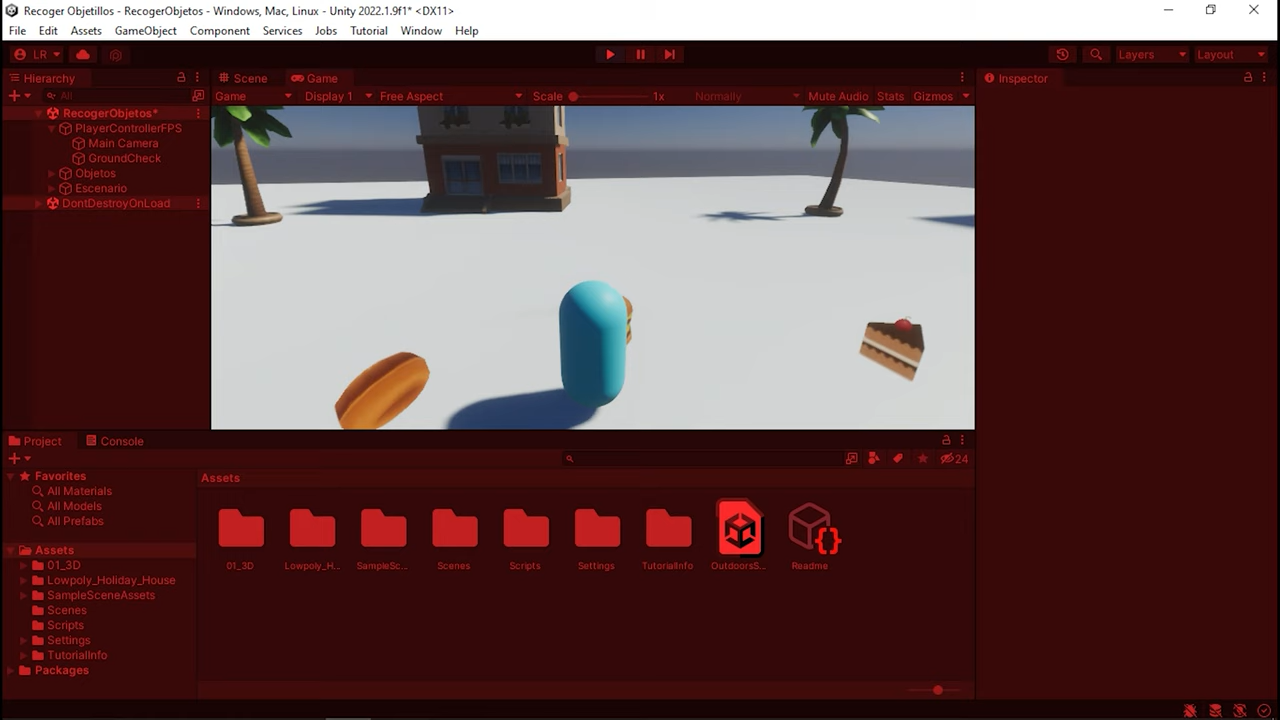 Recoger Objetillos - RecogerObjetos - Windows, Mac, Linux - Unity 2022.1.9f1* <DX11>
File Edit Assets GameObject Component Services Jobs Tutorial Window Help
LR Layers Layout
Hierarchy Scene Game Inspector
All Game Display 1 Free Aspect Scale 1x Normally Mute Audio Stats Gizmos
RecogerObjetos*
PlayerControllerFPS
Main Camera
GroundCheck
Objetos
Escenario
DontDestroyOnLoad
Project Console
24
Favorites
All Materials
All Models
All Prefabs
Assets
01_3D
Lowpoly_Holiday_House
SampleSceneAssets
Scenes
Scripts
Settings
TutorialInfo
Packages
Assets
01_3D Lowpoly_H... SampleSc... Scenes Scripts Settings TutorialInfo OutdoorsS... Readme